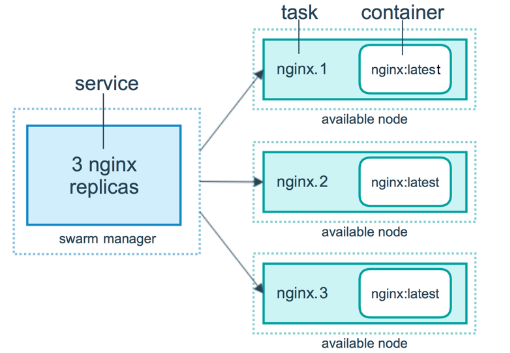 task
container
nginx.1
nginx:latest
available node
service
3 nginx
replicas
swarm manager
nginx.2
nginx:latest
available node
nginx.3
nginx:latest
available node